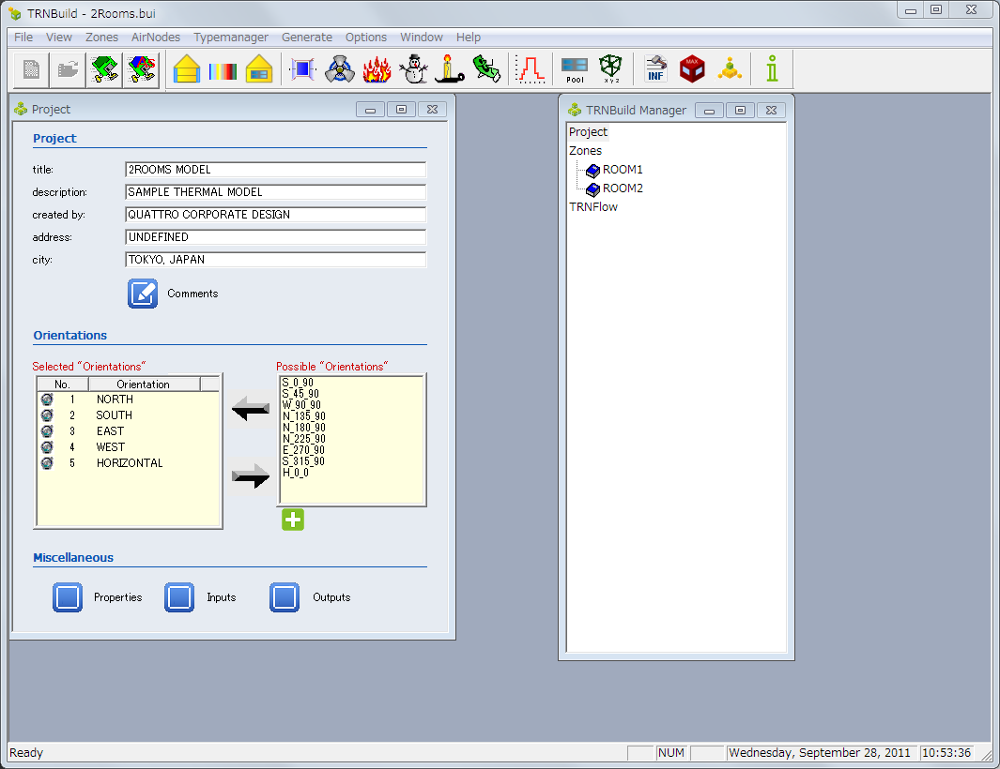 TRNBuild - 2Rooms.bui
File View Zones AirNodes Typemanager Generate Options Window Help
Pool
x y z
INF
MAX
Project
Project
title: 2ROOMS MODEL
description: SAMPLE THERMAL MODEL
created by: QUATTRO CORPORATE DESIGN
address: UNDEFINED
city: TOKYO, JAPAN
Comments
Orientations
Selected "Orientations"
No. Orientation
1 NORTH
2 SOUTH
3 EAST
4 WEST
5 HORIZONTAL
Possible "Orientations"
S_0_90
S_45_90
W_90_90
N_135_90
N_180_90
N_225_90
E_270_90
S_315_90
H_0_0
Miscellaneous
Properties Inputs Outputs
TRNBuild Manager
Project
Zones
ROOM1
ROOM2
TRNFlow
Ready NUM Wednesday, September 28, 2011 10:53:36